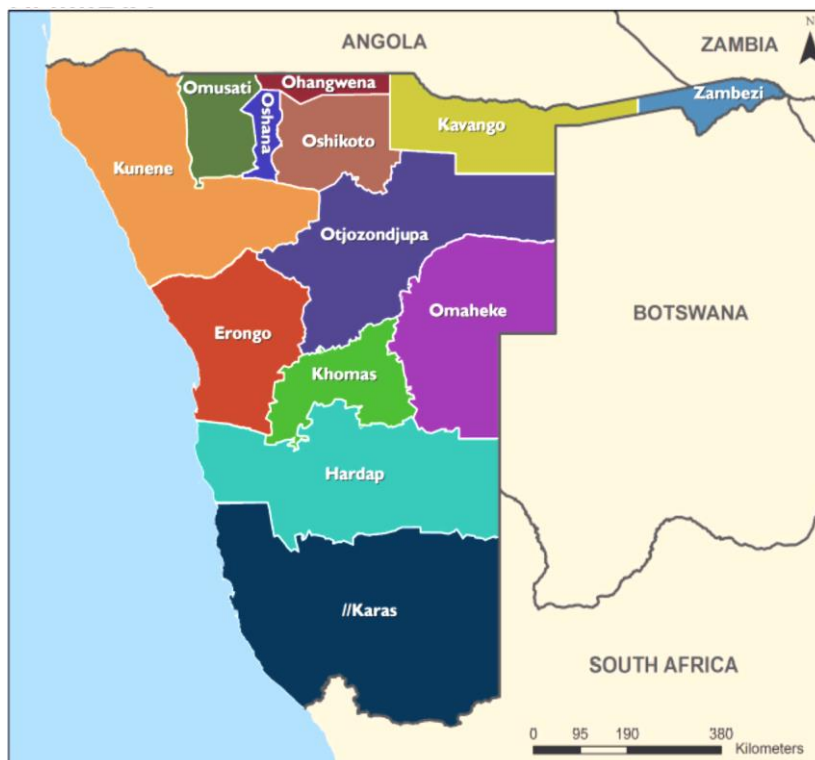 ANGOLA
ZAMBIA
N
Omusati
Ohangwena
Zambezi
Oshana
Kavango
Oshikoto
Kunene
Otjozondjupa
Omaheke
BOTSWANA
Erongo
Khomas
Hardap
//Karas
SOUTH AFRICA
0 95 190 380
Kilometers